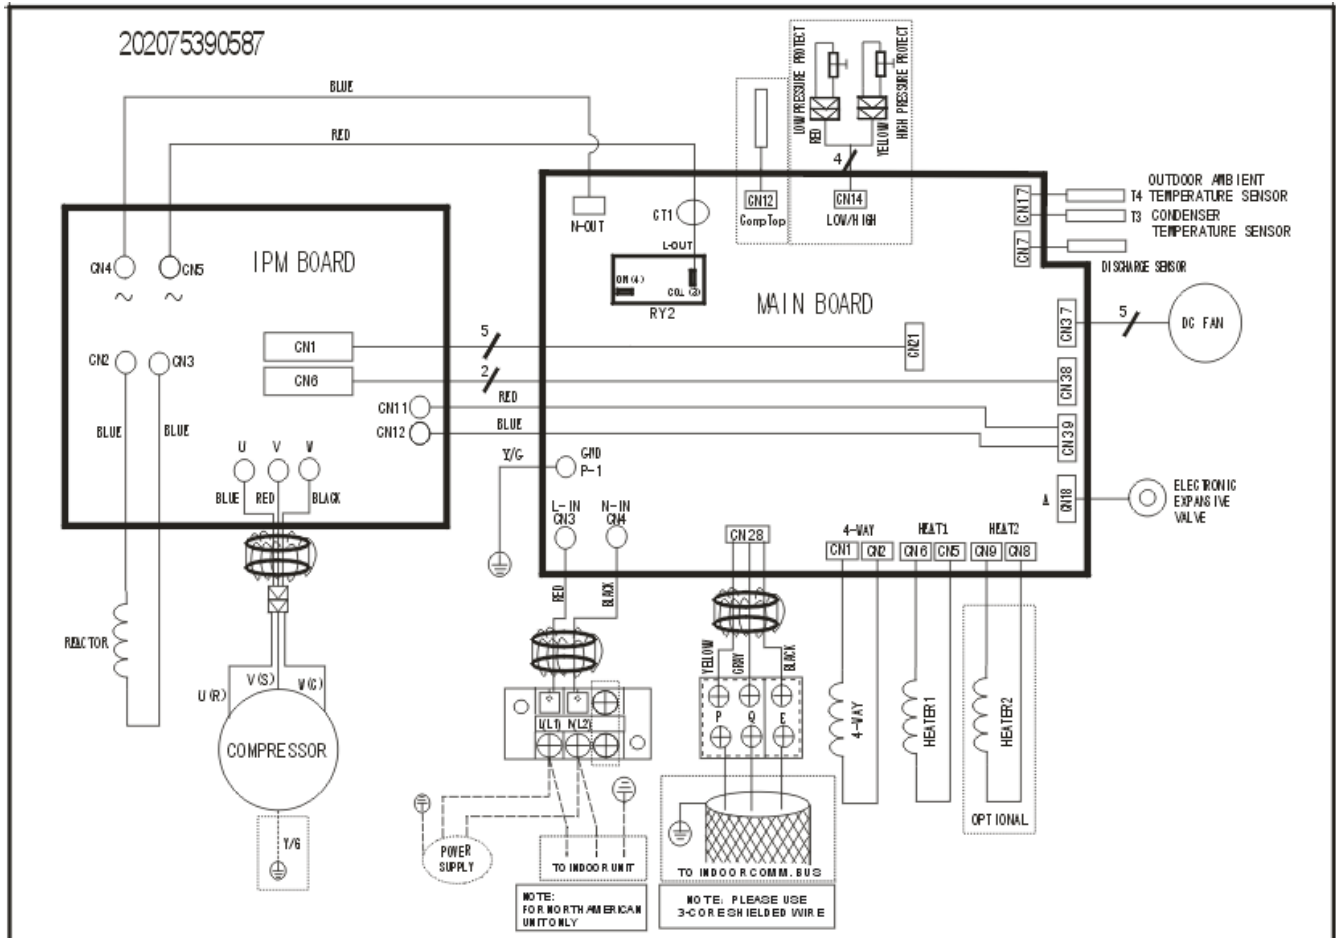 202075390587
BLUE
RED
LOW PRESSURE PROTECT
RED
YELLOW
HIGH PRESSURE PROTECT
4
CN12
CompTop
CN14
LOW/HIGH
CN17
T4
OUTDOOR AMBIENT
TEMPERATURE SENSOR
T3
CONDENSER
TEMPERATURE SENSOR
CN7
DISCHARGE SENSOR
N-OUT
CT1
L-OUT
NO(4)
COT(3)
RY2
IPM BOARD
CN4
CN5
~
~
MAIN BOARD
CN37
5
DC FAN
CN2
CN3
CN1
5
CN21
CN6
2
CN38
CN11
RED
CN12
BLUE
CN39
BLUE
BLUE
U
V
W
BLUE
RED
BLACK
Y/G
GND
P-1
L-IN
CN3
N-IN
CN4
CN28
4-WAY
CN1
CN2
HEAT1
CN6
CN5
HEAT2
CN9
CN8
CN18
ELECTRONIC
EXPANSIVE
VALVE
REACTOR
U(R)
V(S)
W(C)
COMPRESSOR
Y/G
RED
BLACK
L(L1)
N(L2)
YELLOW
GRAY
BLACK
P
Q
E
4-WAY
HEATER1
HEATER2
OPTIONAL
POWER
SUPPLY
TO INDOOR UNIT
NOTE:
FOR NORTH AMERICAN
UNIT ONLY
TO INDOOR COMM. BUS
NOTE: PLEASE USE
3-CORE SHIELDED WIRE